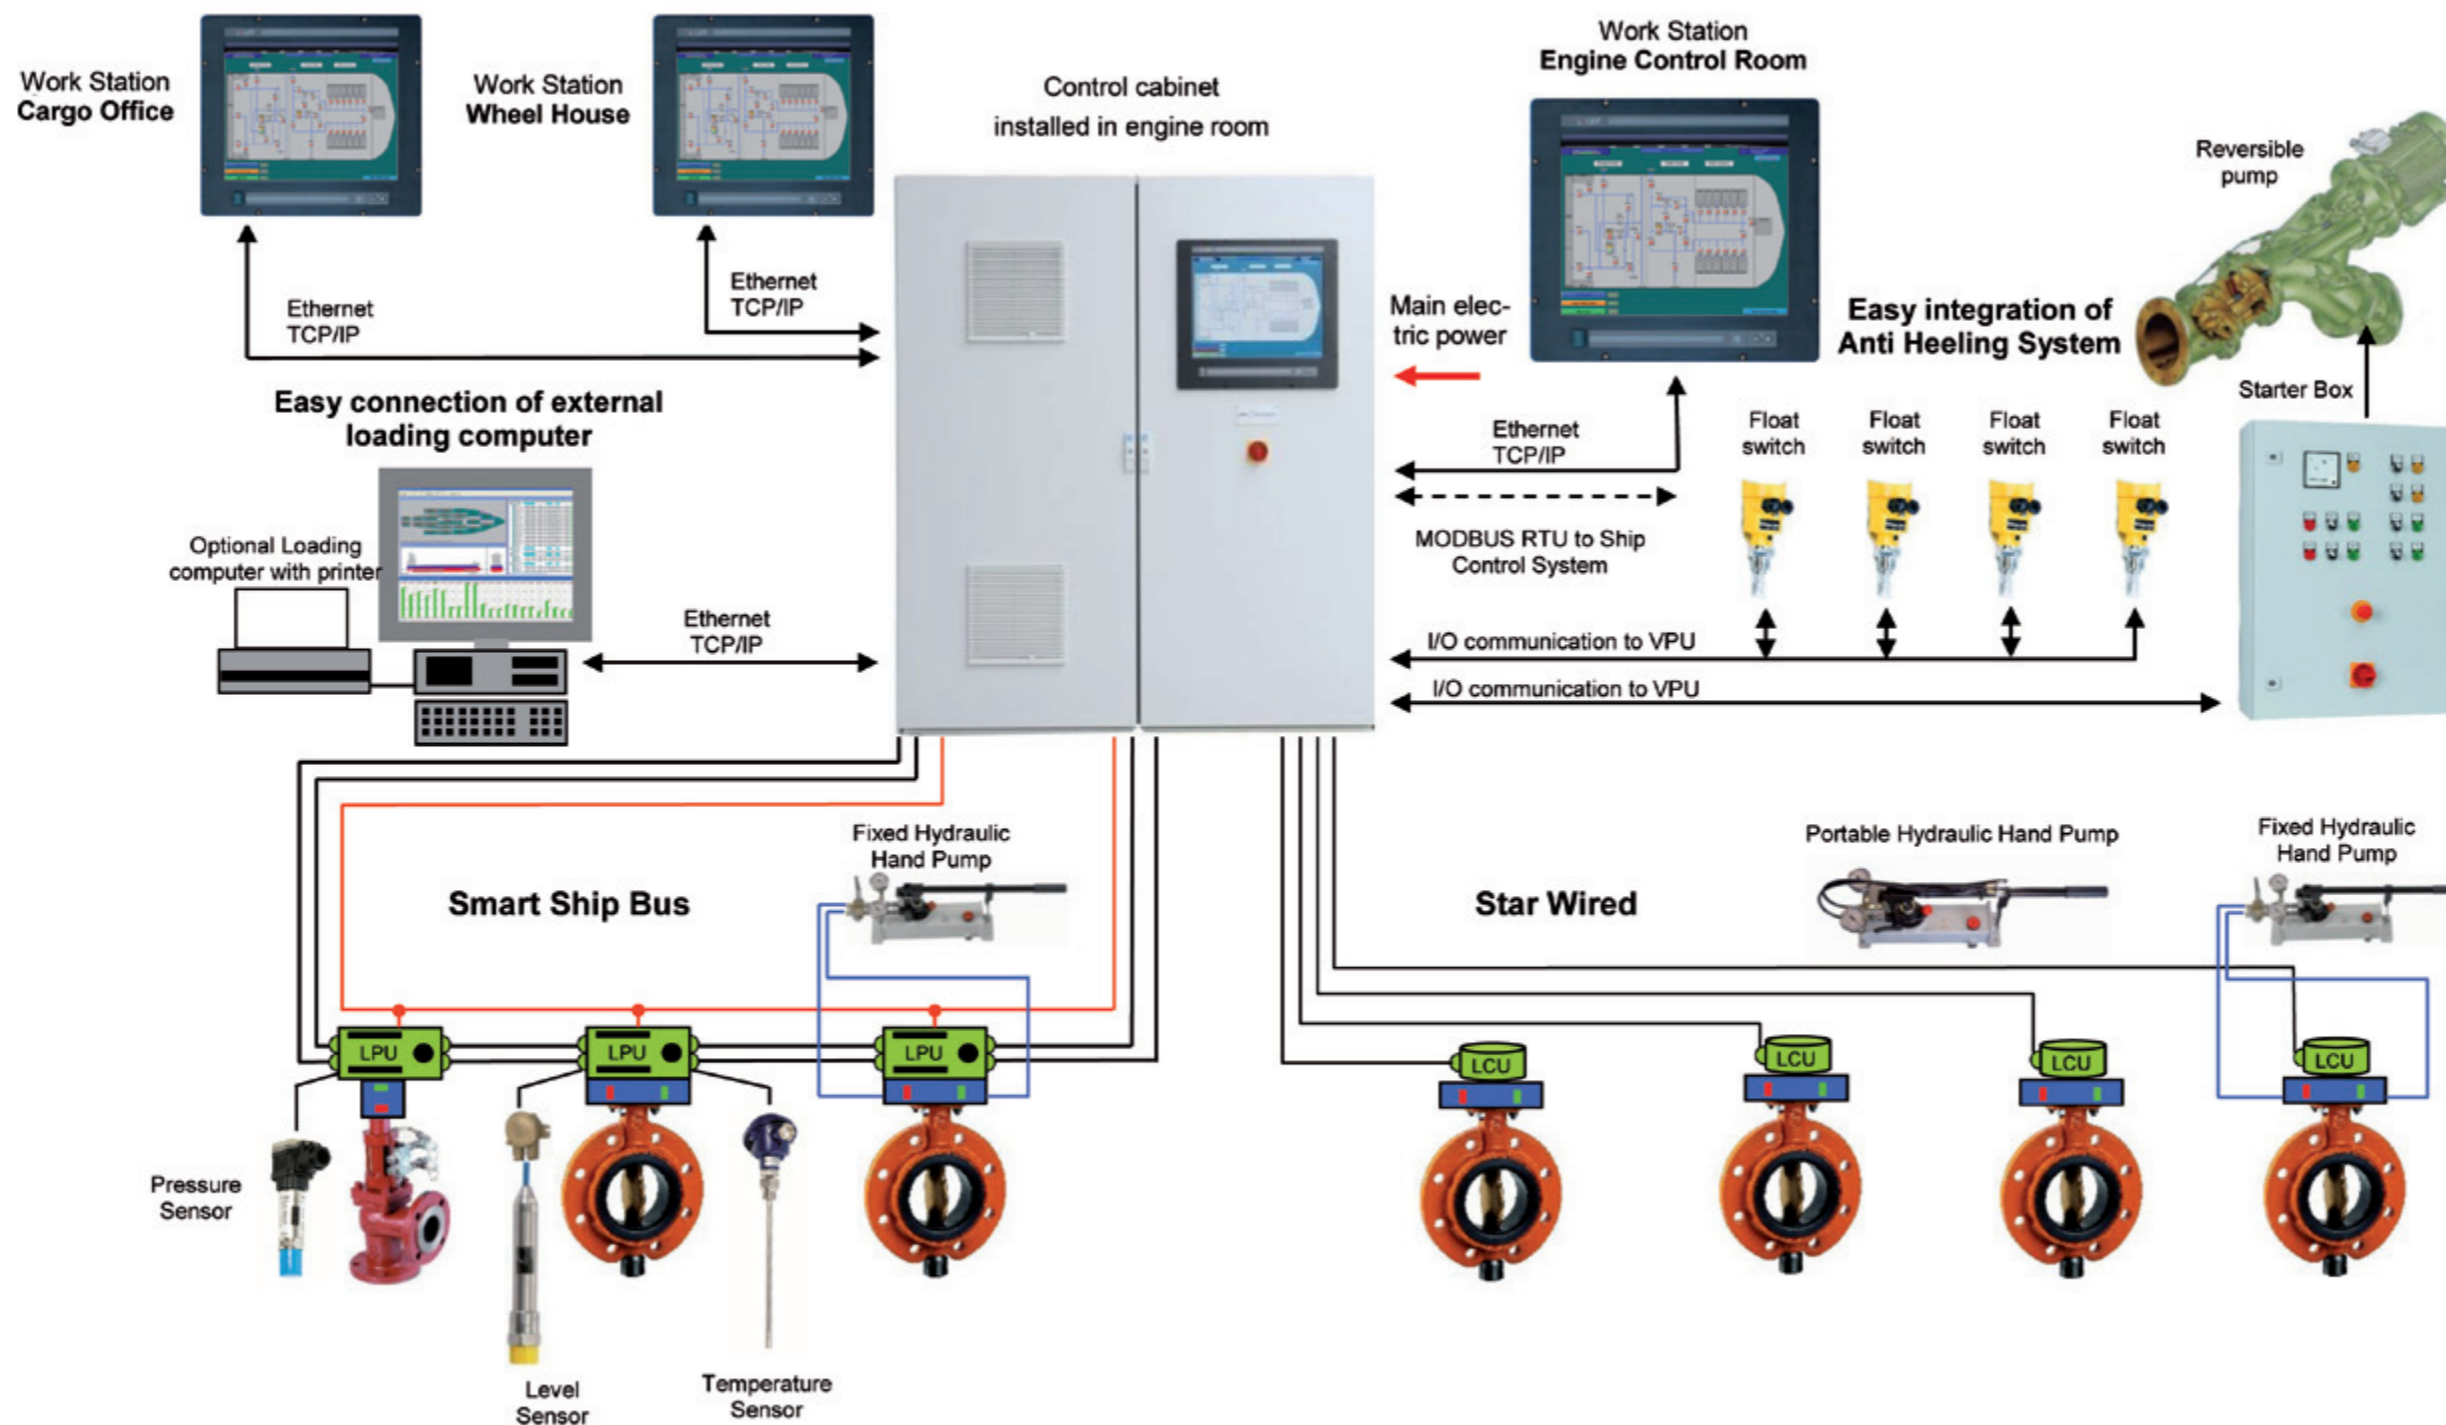 Work Station
Cargo Office
Work Station
Wheel House
Control cabinet
installed in engine room
Work Station
Engine Control Room
Reversible
pump
Ethernet
TCP/IP
Ethernet
TCP/IP
Main elec-
tric power
Easy integration of
Anti Heeling System
Starter Box
Easy connection of external
loading computer
Ethernet
TCP/IP
Float
switch
Float
switch
Float
switch
Float
switch
Optional Loading
computer with printer
MODBUS RTU to Ship
Control System
Ethernet
TCP/IP
I/O communication to VPU
I/O communication to VPU
Fixed Hydraulic
Hand Pump
Portable Hydraulic Hand Pump
Fixed Hydraulic
Hand Pump
Smart Ship Bus
Star Wired
LPU
LPU
LPU
LCU
LCU
LCU
LCU
Pressure
Sensor
Level
Sensor
Temperature
Sensor